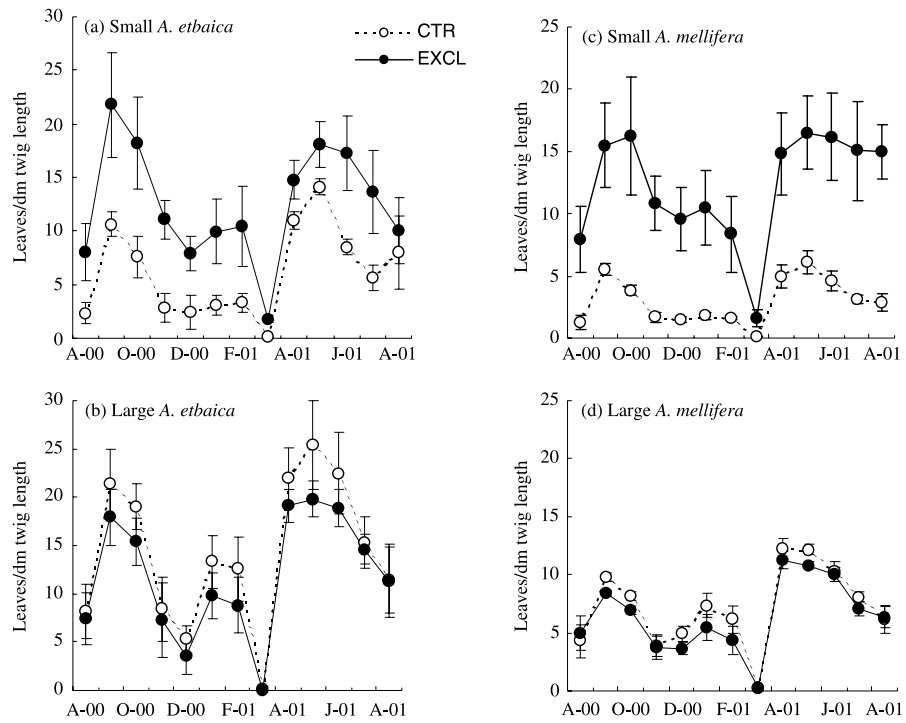 (a) Small A. etbaica
CTR
EXCL
Leaves/dm twig length
30
25
20
15
10
5
0
A-00 O-00 D-00 F-01 A-01 J-01 A-01
(c) Small A. mellifera
Leaves/dm twig length
25
20
15
10
5
0
A-00 O-00 D-00 F-01 A-01 J-01 A-01
(b) Large A. etbaica
Leaves/dm twig length
30
25
20
15
10
5
0
A-00 O-00 D-00 F-01 A-01 J-01 A-01
(d) Large A. mellifera
Leaves/dm twig length
25
20
15
10
5
0
A-00 O-00 D-00 F-01 A-01 J-01 A-01